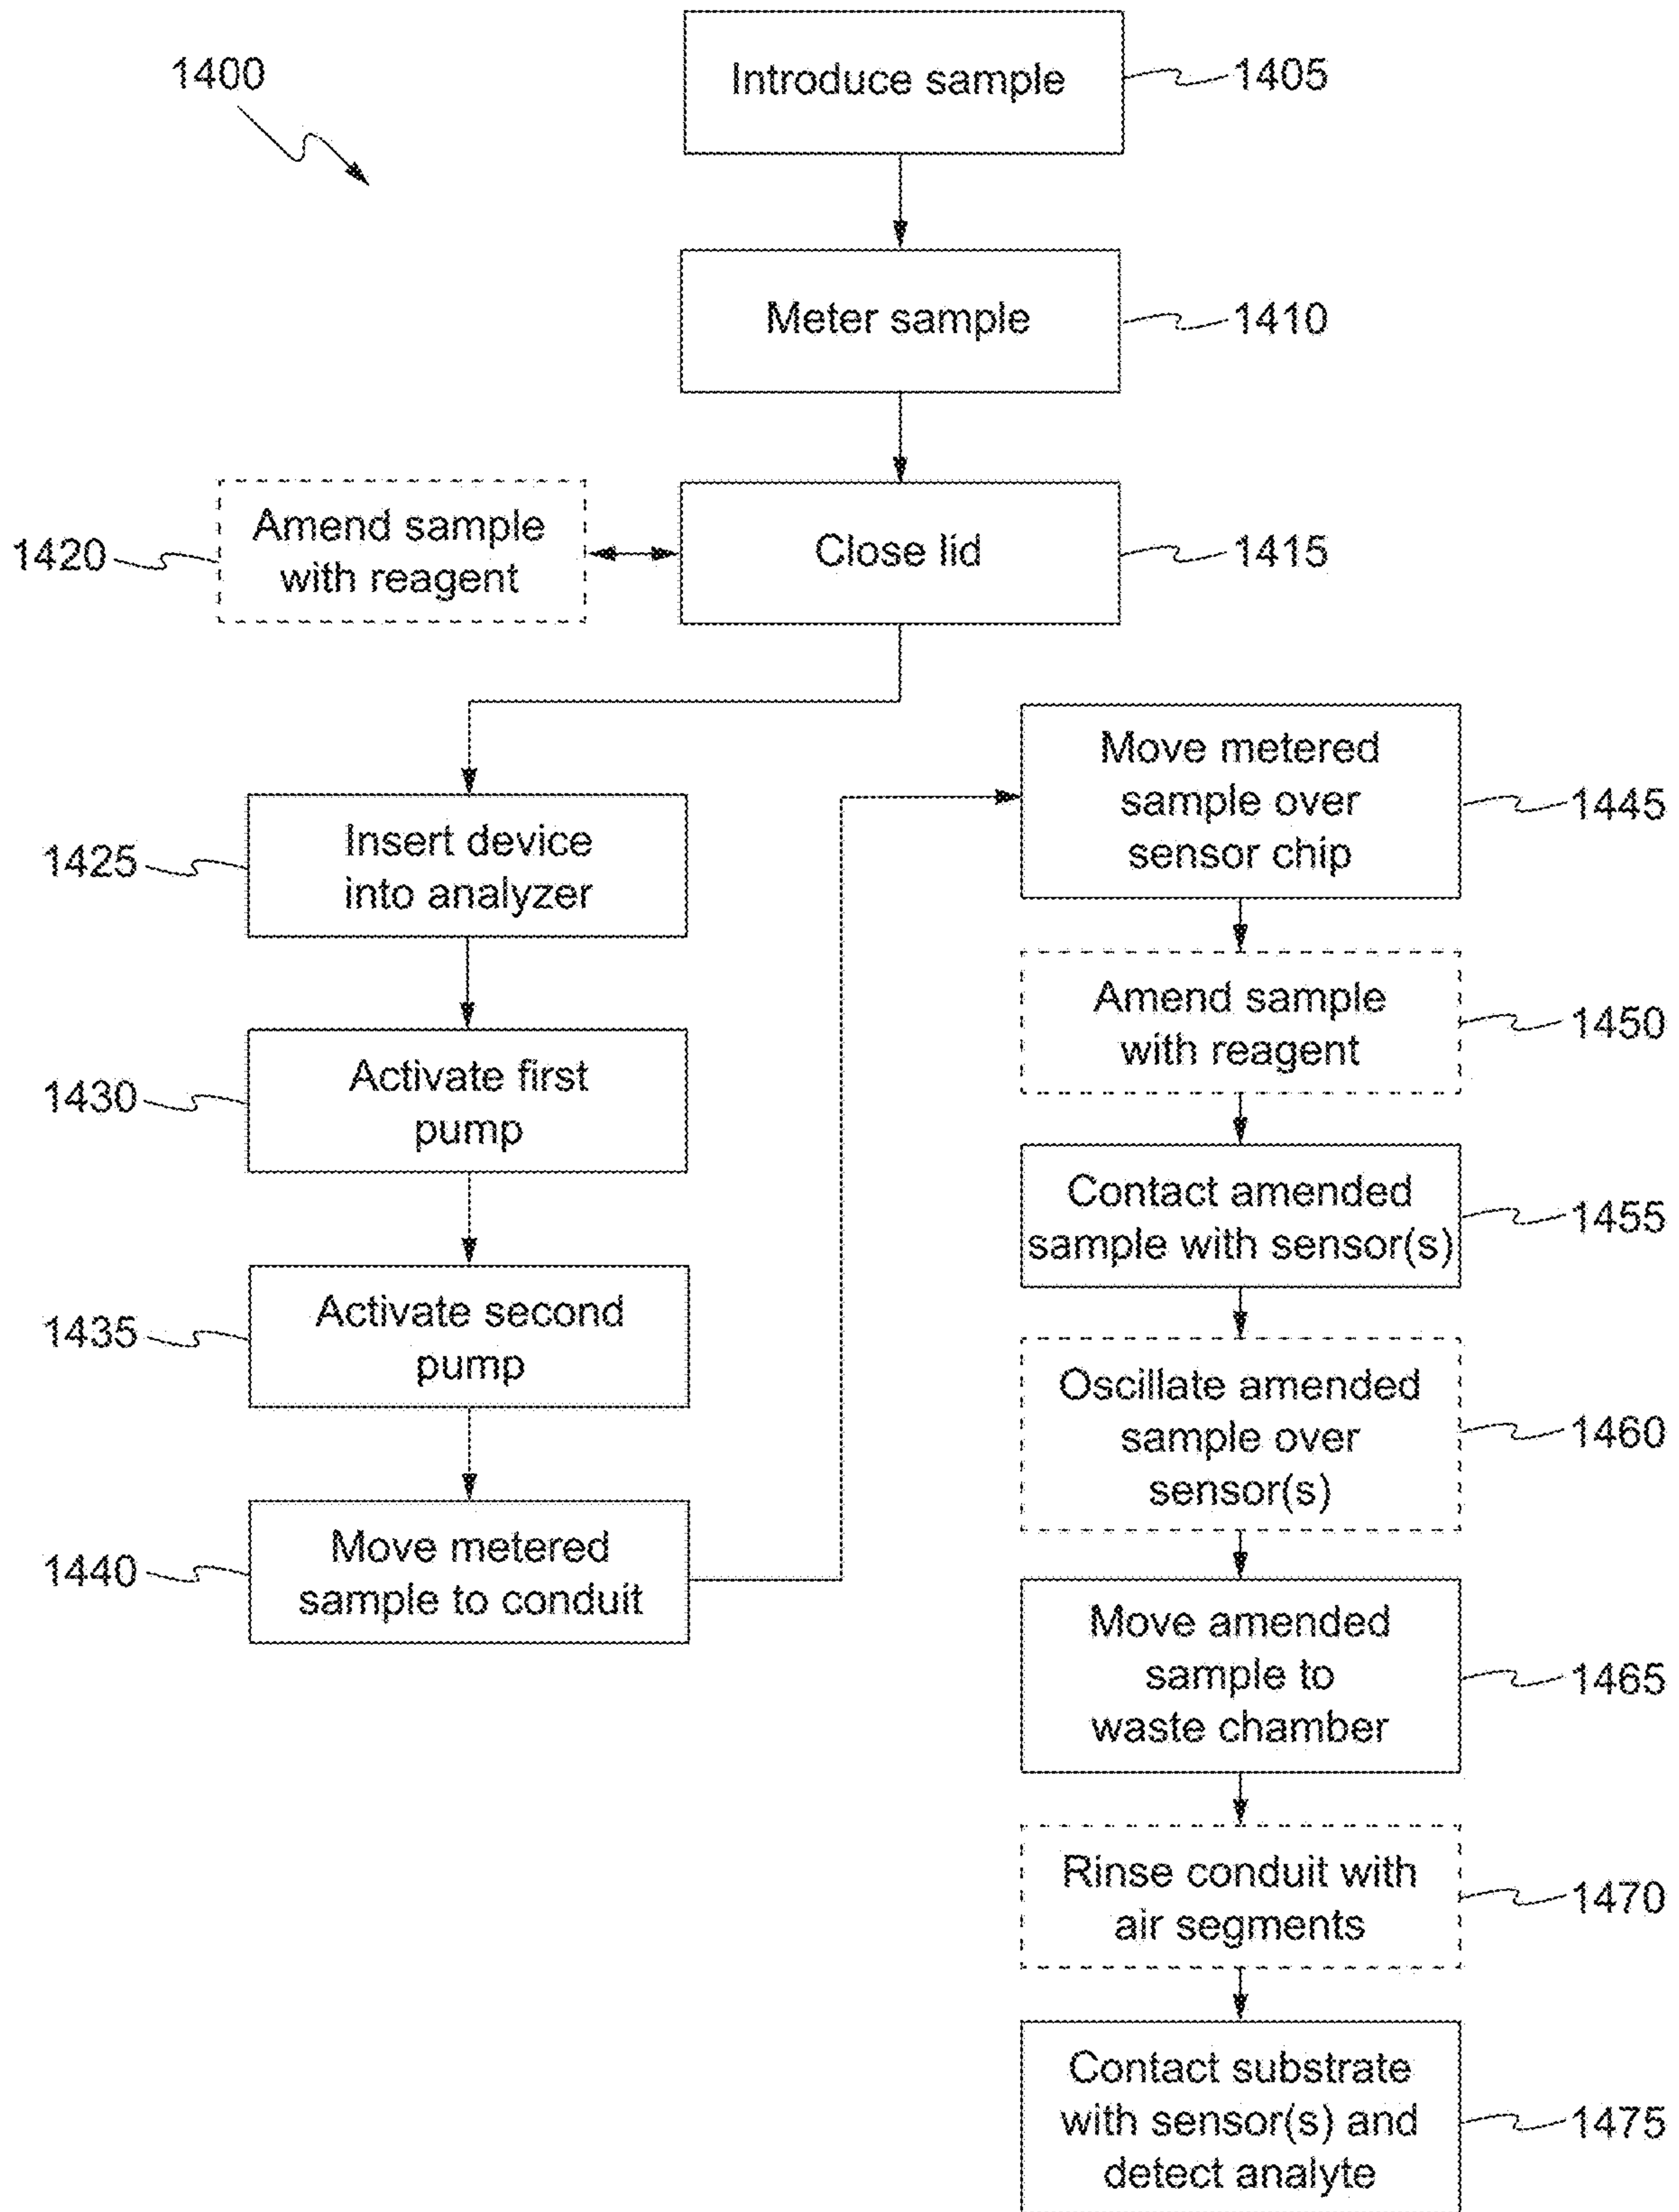 1400
Introduce sample
1405
Meter sample
1410
1420
Amend sample
with reagent
Close lid
1415
1425
Insert device
into analyzer
1430
Activate first
pump
1435
Activate second
pump
1440
Move metered
sample to conduit
Move metered
sample over
sensor chip
1445
Amend sample
with reagent
1450
Contact amended
sample with sensor(s)
1455
Oscillate amended
sample over
sensor(s)
1460
Move amended
sample to
waste chamber
1465
Rinse conduit with
air segments
1470
Contact substrate
with sensor(s) and
detect analyte
1475